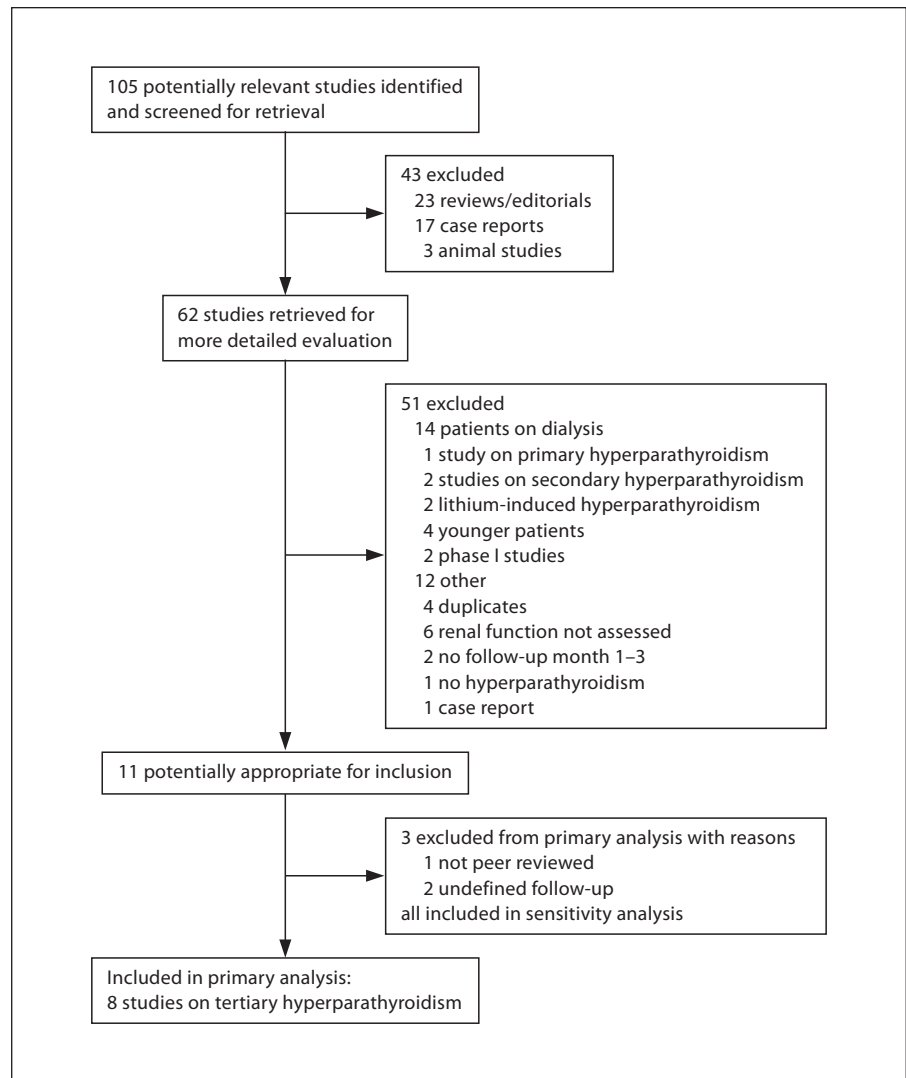 105 potentially relevant studies identified
and screened for retrieval
43 excluded
23 reviews/editorials
17 case reports
3 animal studies
62 studies retrieved for
more detailed evaluation
51 excluded
14 patients on dialysis
1 study on primary hyperparathyroidism
2 studies on secondary hyperparathyroidism
2 lithium-induced hyperparathyroidism
4 younger patients
2 phase I studies
12 other
4 duplicates
6 renal function not assessed
2 no follow-up month 1–3
1 no hyperparathyroidism
1 case report
11 potentially appropriate for inclusion
3 excluded from primary analysis with reasons
1 not peer reviewed
2 undefined follow-up
all included in sensitivity analysis
Included in primary analysis:
8 studies on tertiary hyperparathyroidism